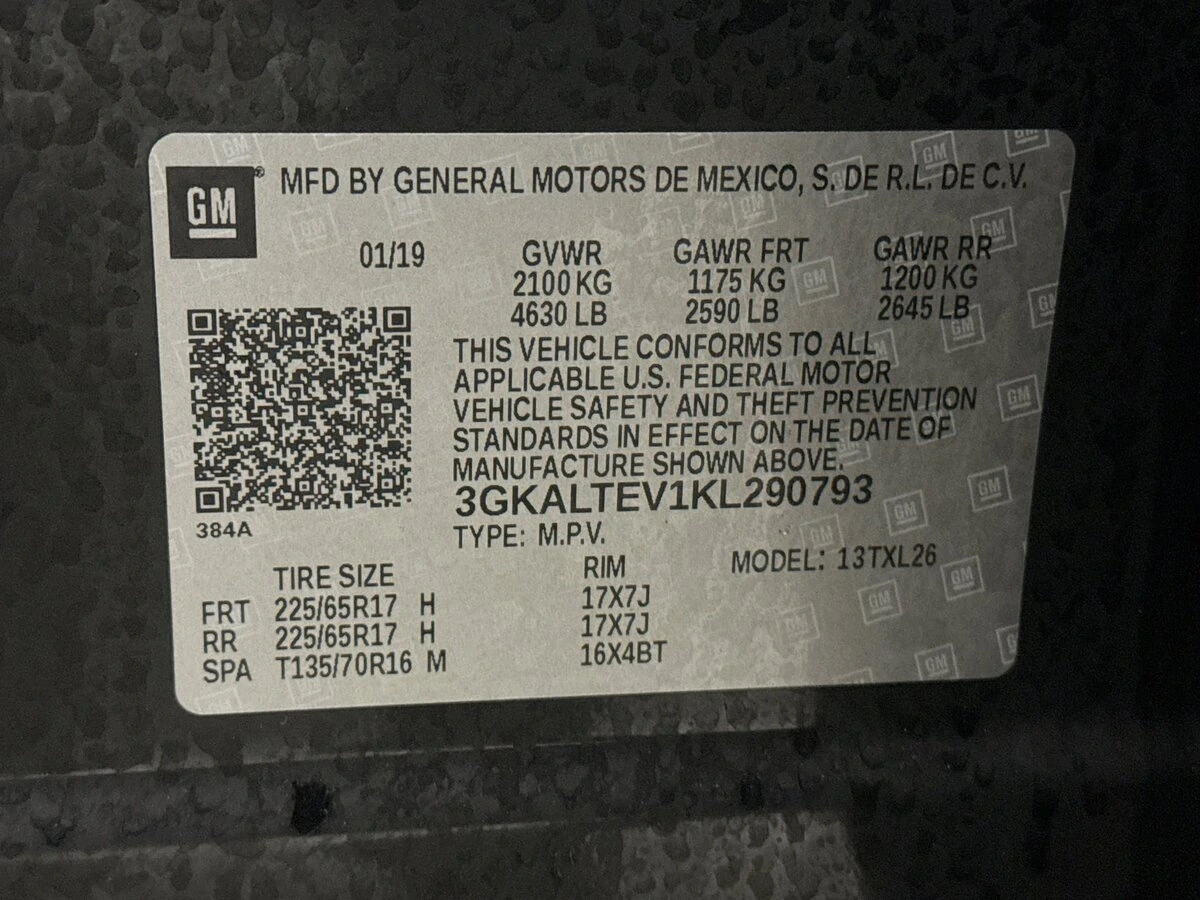 GM® MFD BY GENERAL MOTORS DE MEXICO, S. DE R.L. DE C.V.
01/19 GVWR GAWR FRT GAWR RR
2100 KG 1175 KG 1200 KG
4630 LB 2590 LB 2645 LB
THIS VEHICLE CONFORMS TO ALL
APPLICABLE U.S. FEDERAL MOTOR
VEHICLE SAFETY AND THEFT PREVENTION
STANDARDS IN EFFECT ON THE DATE OF
MANUFACTURE SHOWN ABOVE.
3GKALTEV1KL290793
384A
TYPE: M.P.V.
MODEL: 13TXL26
TIRE SIZE RIM
FRT 225/65R17 H 17X7J
RR 225/65R17 H 17X7J
SPA T135/70R16 M 16X4BT